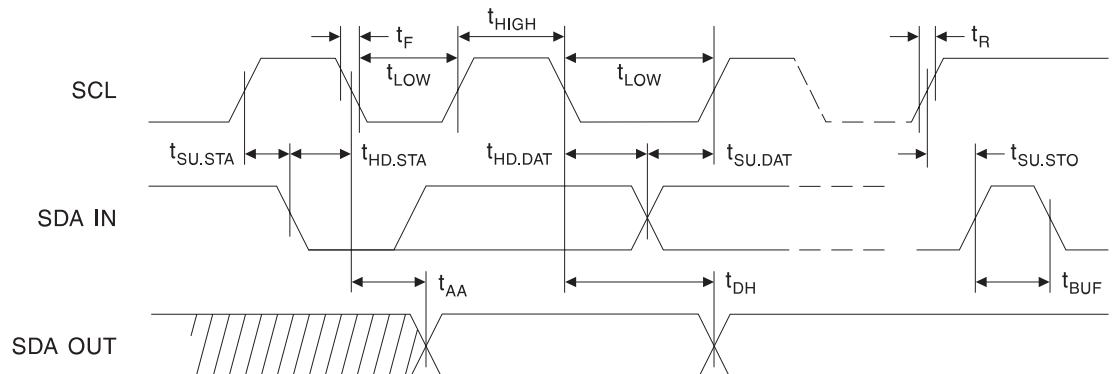 tHIGH
tF
tR
SCL
tLOW
tLOW
tSU.STA
tHD.STA
tHD.DAT
tSU.DAT
tSU.STO
SDA IN
tAA
tDH
tBUF
SDA OUT